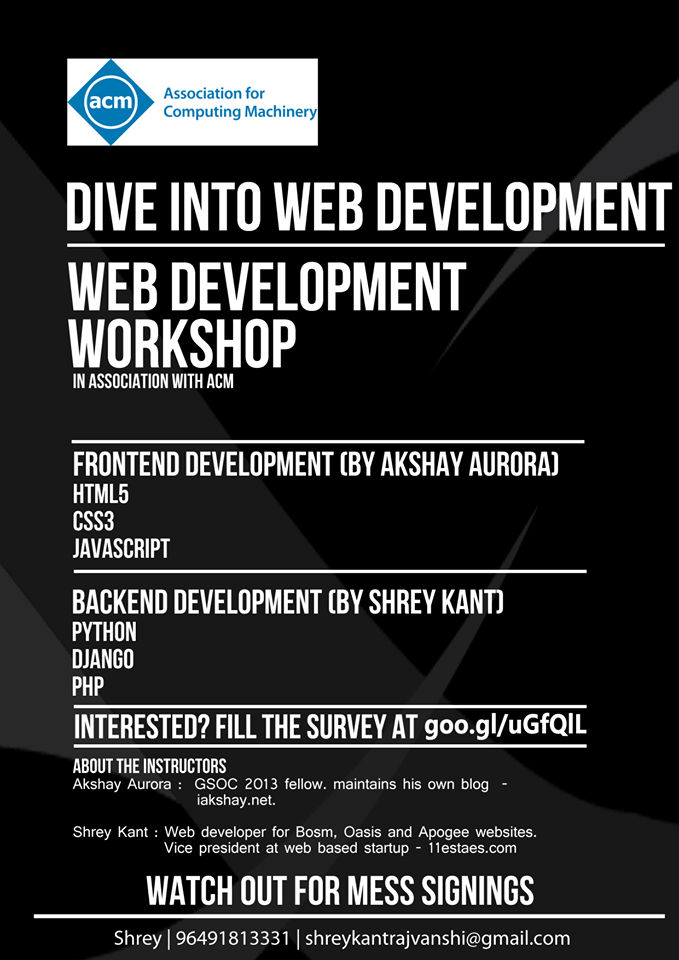 acm
Association for
Computing Machinery
DIVE INTO WEB DEVELOPMENT
WEB DEVELOPMENT
WORKSHOP
IN ASSOCIATION WITH ACM
FRONTEND DEVELOPMENT (BY AKSHAY AURORA)
HTML5
CSS3
JAVASCRIPT
BACKEND DEVELOPMENT (BY SHREY KANT)
PYTHON
DJANGO
PHP
INTERESTED? FILL THE SURVEY AT goo.gl/uGfQlL
ABOUT THE INSTRUCTORS
Akshay Aurora : GSOC 2013 fellow. maintains his own blog -
iakshay.net.
Shrey Kant : Web developer for Bosm, Oasis and Apogee websites.
Vice president at web based startup - 11estaes.com
WATCH OUT FOR MESS SIGNINGS
Shrey | 96491813331 | shreykantrajvanshi@gmail.com